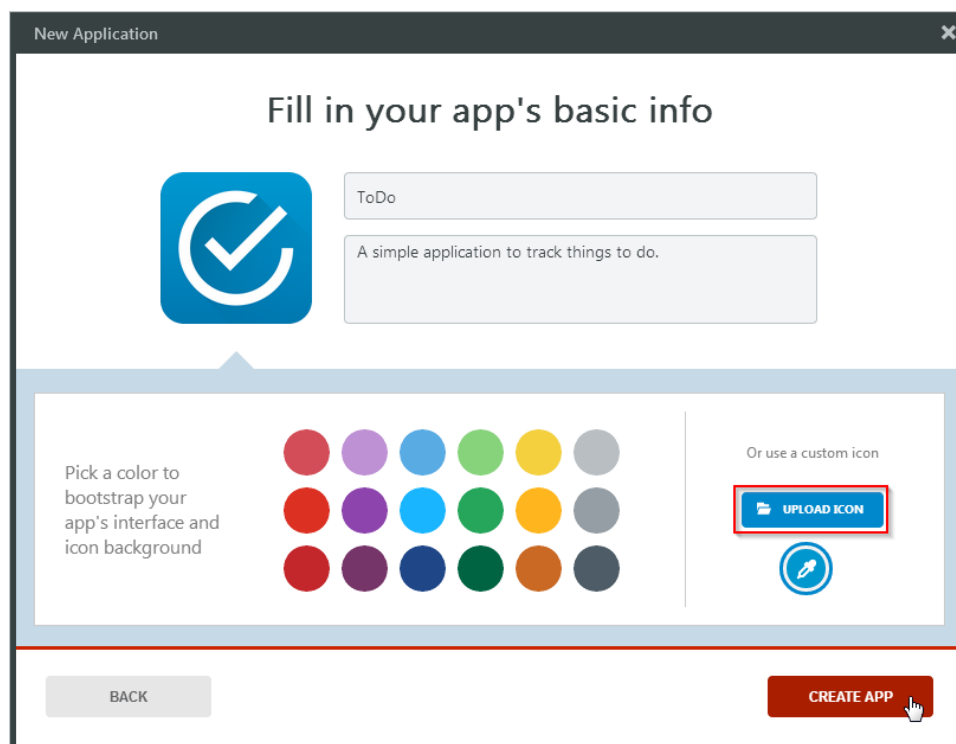 New Application
Fill in your app's basic info
ToDo
A simple application to track things to do.
Pick a color to
bootstrap your
app's interface and
icon background
Or use a custom icon
UPLOAD ICON
BACK
CREATE APP